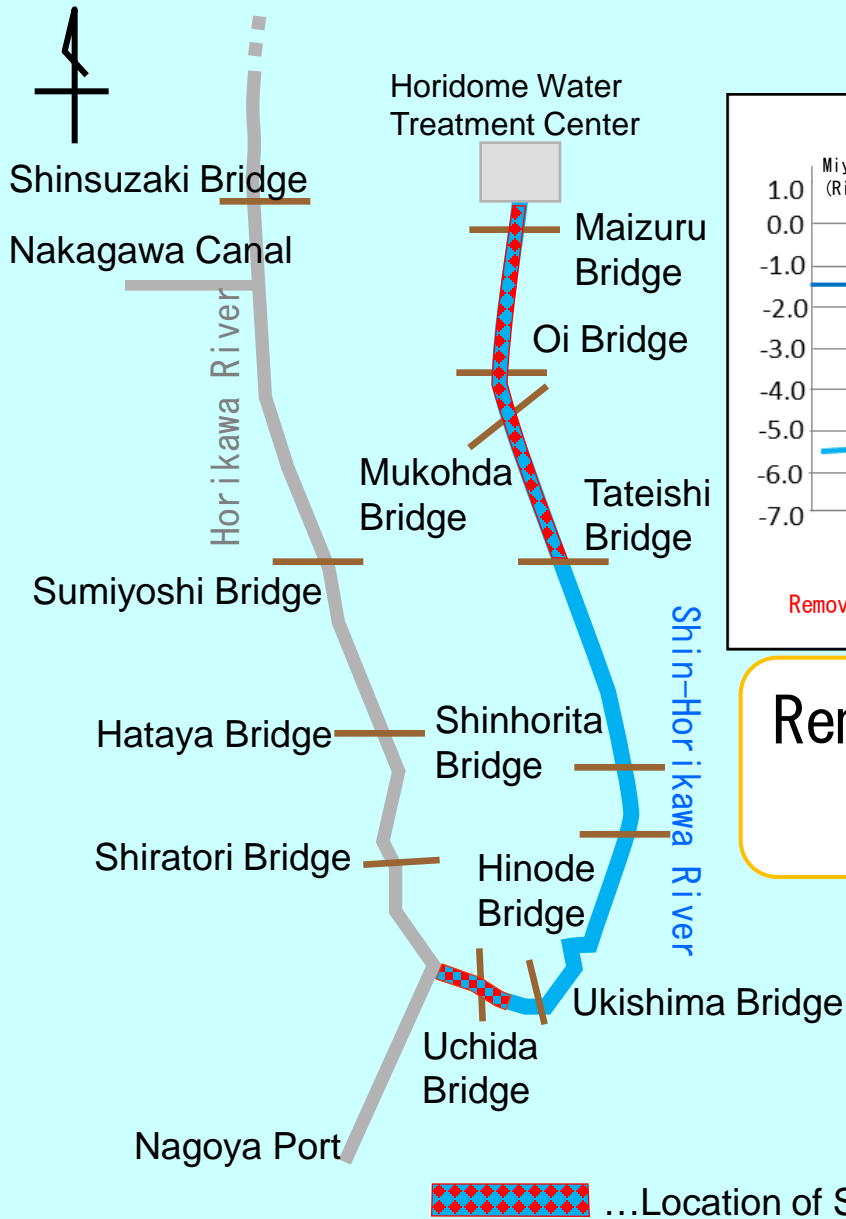 Horidome Water
Treatment Center
Shinsuzaki Bridge
Nakagawa Canal
Horikawa River
Maizuru
Bridge
Oi Bridge
Mukohda
Bridge
Tateishi
Bridge
Sumiyoshi Bridge
Shin-Horikawa River
Hataya Bridge
Shinhorita
Bridge
Shiratori Bridge
Hinode
Bridge
Ukishima Bridge
Uchida
Bridge
Nagoya Port
...Location of S
1.0
0.0
-1.0
-2.0
-3.0
-4.0
-5.0
-6.0
-7.0